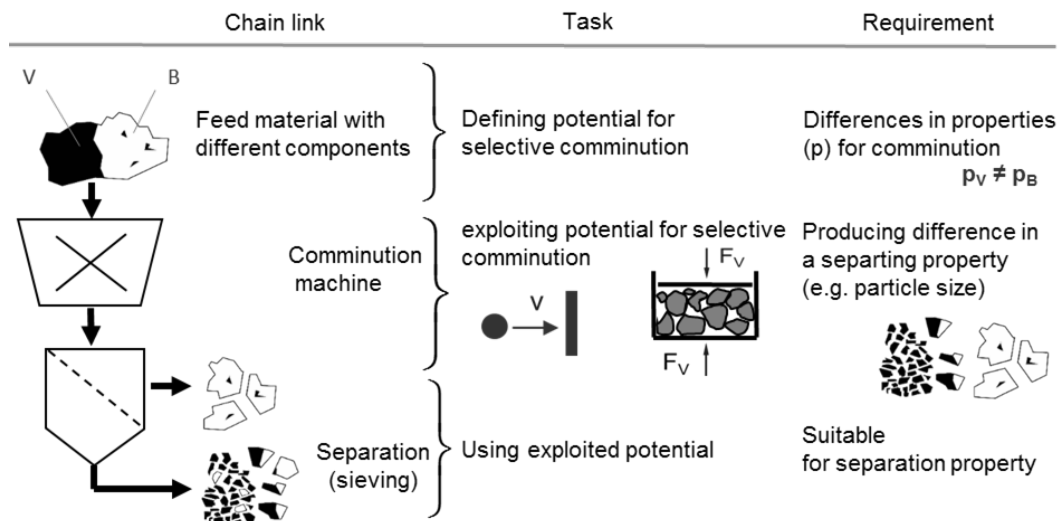 Chain link
Task
Requirement
V
B
Feed material with
different components
Defining potential for
selective comminution
Differences in properties
(p) for comminution
pV ≠ pB
Comminution
machine
exploiting potential for selective
comminution
V
FV
FV
Producing difference in
a separting property
(e.g. particle size)
Separation
(sieving)
Using exploited potential
Suitable
for separation property